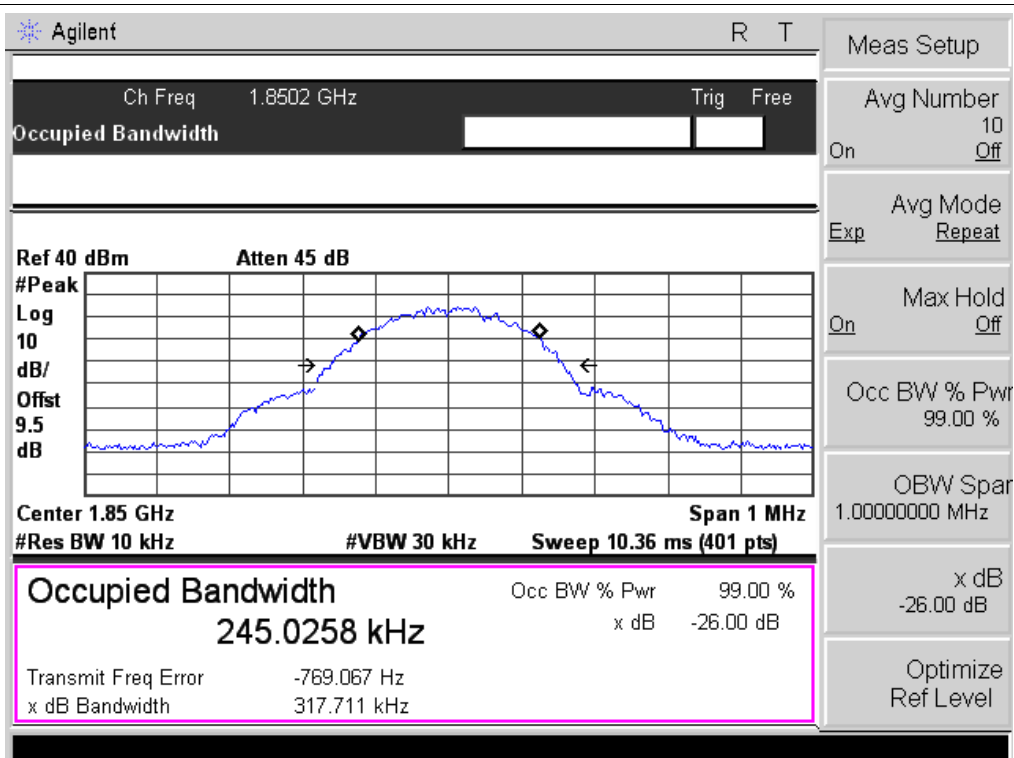 Agilent R T
Ch Freq 1.8502 GHz Trig Free
Occupied Bandwidth
Ref 40 dBm Atten 45 dB
#Peak
Log
10
dB/
Offst
9.5
dB
Center 1.85 GHz Span 1 MHz
#Res BW 10 kHz #VBW 30 kHz Sweep 10.36 ms (401 pts)
Occupied Bandwidth
245.0258 kHz
Occ BW % Pwr 99.00 %
x dB -26.00 dB
Transmit Freq Error -769.067 Hz
x dB Bandwidth 317.711 kHz
Meas Setup
Avg Number
10
On Off
Avg Mode
Exp Repeat
Max Hold
On Off
Occ BW % Pwr
99.00 %
OBW Span
1.00000000 MHz
x dB
-26.00 dB
Optimize
Ref Level